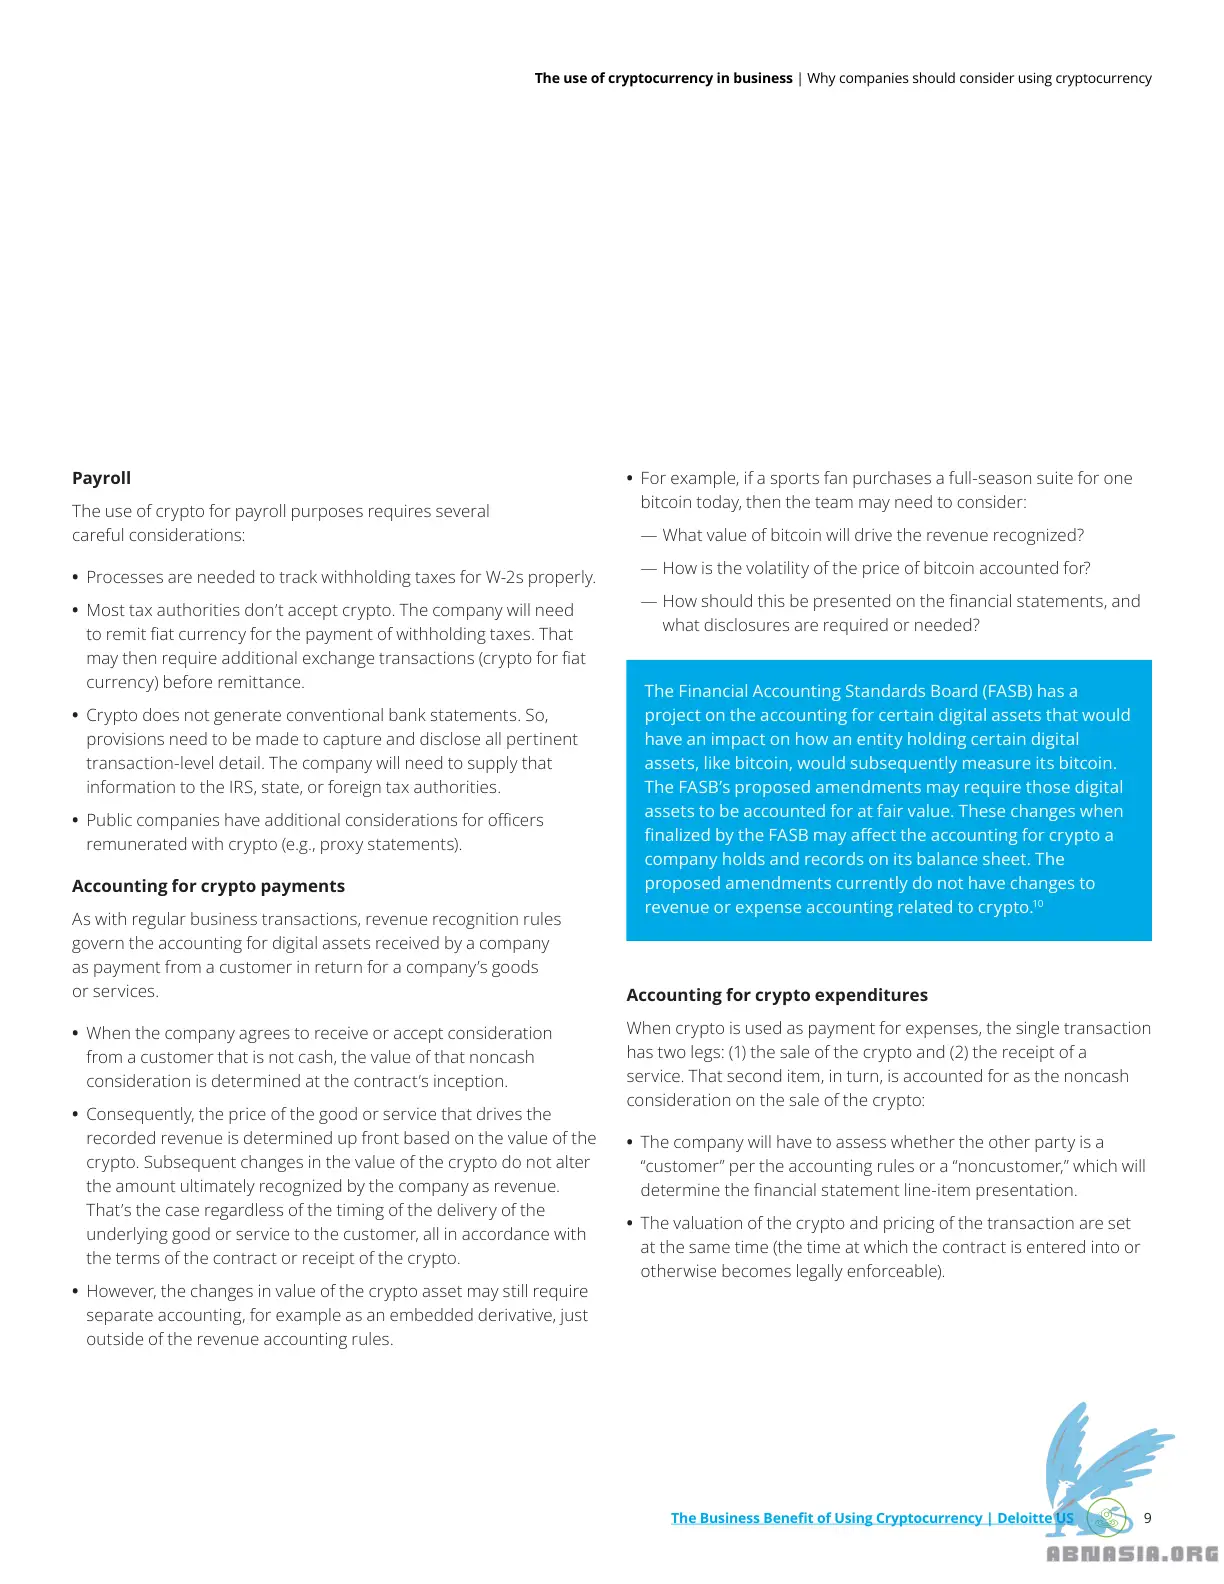 The use of cryptocurrency in business | Why companies should consider using cryptocurrency
Payroll
The use of crypto for payroll purposes requires several
careful considerations:
• Processes are needed to track withholding taxes for W-2s properly.
• Most tax authorities don’t accept crypto. The company will need
to remit fiat currency for the payment of withholding taxes. That
may then require additional exchange transactions (crypto for fiat
currency) before remittance.
• Crypto does not generate conventional bank statements. So,
provisions need to be made to capture and disclose all pertinent
transaction-level detail. The company will need to supply that
information to the IRS, state, or foreign tax authorities.
• Public companies have additional considerations for officers
remunerated with crypto (e.g., proxy statements).
Accounting for crypto payments
As with regular business transactions, revenue recognition rules
govern the accounting for digital assets received by a company
as payment from a customer in return for a company’s goods
or services.
• When the company agrees to receive or accept consideration
from a customer that is not cash, the value of that noncash
consideration is determined at the contract’s inception.
• Consequently, the price of the good or service that drives the
recorded revenue is determined up front based on the value of the
crypto. Subsequent changes in the value of the crypto do not alter
the amount ultimately recognized by the company as revenue.
That’s the case regardless of the timing of the delivery of the
underlying good or service to the customer, all in accordance with
the terms of the contract or receipt of the crypto.
• However, the changes in value of the crypto asset may still require
separate accounting, for example as an embedded derivative, just
outside of the revenue accounting rules.
• For example, if a sports fan purchases a full-season suite for one
bitcoin today, then the team may need to consider:
— What value of bitcoin will drive the revenue recognized?
— How is the volatility of the price of bitcoin accounted for?
— How should this be presented on the financial statements, and
what disclosures are required or needed?
The Financial Accounting Standards Board (FASB) has a
project on the accounting for certain digital assets that would
have an impact on how an entity holding certain digital
assets, like bitcoin, would subsequently measure its bitcoin.
The FASB’s proposed amendments may require those digital
assets to be accounted for at fair value. These changes when
finalized by the FASB may affect the accounting for crypto a
company holds and records on its balance sheet. The
proposed amendments currently do not have changes to
revenue or expense accounting related to crypto.10
Accounting for crypto expenditures
When crypto is used as payment for expenses, the single transaction
has two legs: (1) the sale of the crypto and (2) the receipt of a
service. That second item, in turn, is accounted for as the noncash
consideration on the sale of the crypto:
• The company will have to assess whether the other party is a
“customer” per the accounting rules or a “noncustomer,” which will
determine the financial statement line-item presentation.
• The valuation of the crypto and pricing of the transaction are set
at the same time (the time at which the contract is entered into or
otherwise becomes legally enforceable).
The Business Benefit of Using Cryptocurrency | Deloitte US
9
ABNASIA.ORG